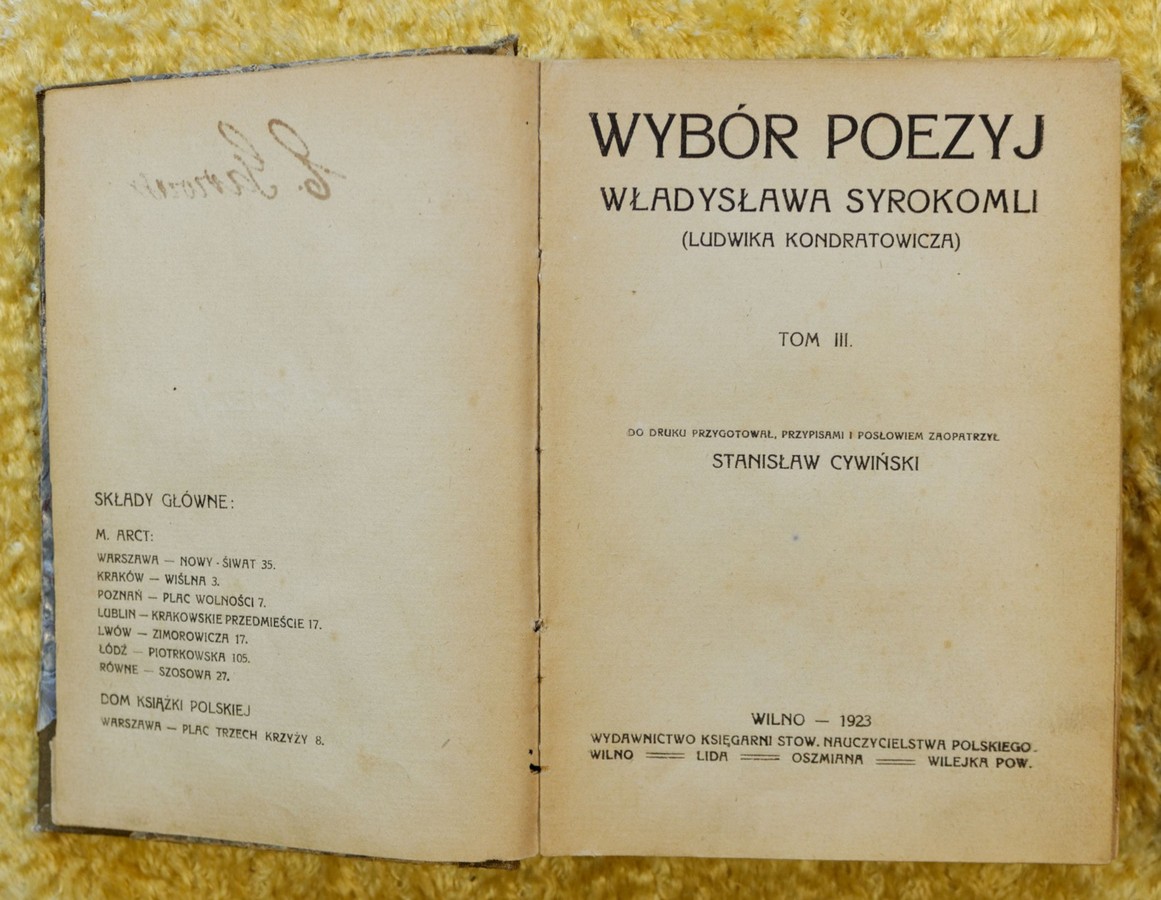 SKŁADY GŁÓWNE:
M. ARCT:
WARSZAWA — NOWY - ŚIWAT 35.
KRAKÓW — WIŚLNA 3.
POZNAŃ — PLAC WOLNOŚCI 7.
LUBLIN — KRAKOWSKIE PRZEDMIEŚCIE 17.
LWÓW — ZIMOROWICZA 17.
ŁÓDŹ — PIOTRKOWSKA 105.
RÓWNE — SZOSOWA 27.
DOM KSIĄŻKI POLSKIEJ
WARSZAWA — PLAC TRZECH KRZYŻY 8.
WYBÓR POEZYJ
WŁADYSŁAWA SYROKOMLI
(LUDWIKA KONDRATOWICZA)
TOM III.
DO DRUKU PRZYGOTOWAŁ, PRZYPISAMI I POSŁOWIEM ZAOPATRZYŁ
STANISŁAW CYWIŃSKI
WILNO — 1923
WYDAWNICTWO KSIĘGARNI STOW. NAUCZYCIELSTWA POLSKIEGO.
WILNO LIDA OSZMIANA WILEJKA POW.